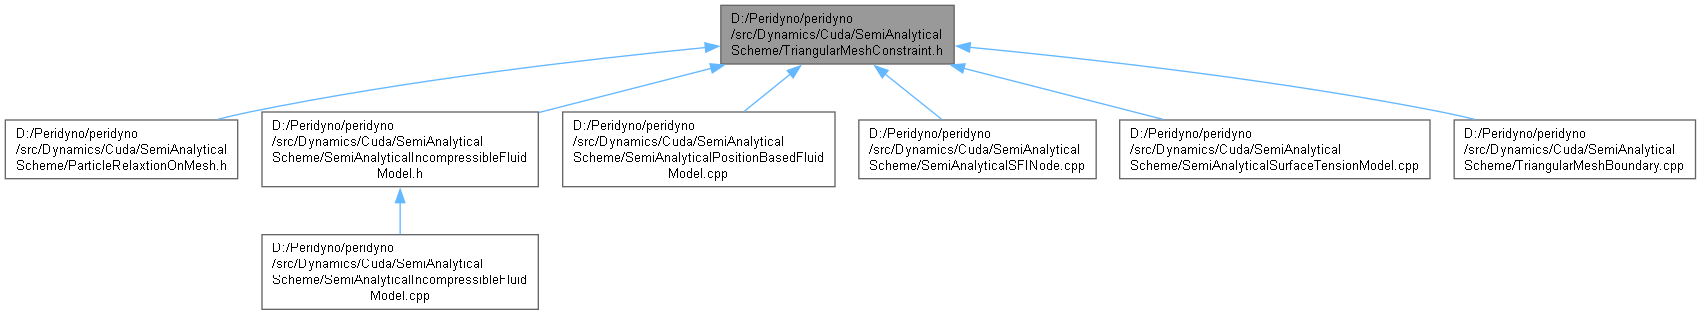 D:/Peridyno/peridyno
/src/Dynamics/Cuda/SemiAnalytical
Scheme/TriangularMeshConstraint.h
D:/Peridyno/peridyno
/src/Dynamics/Cuda/SemiAnalytical
Scheme/ParticleRelaxtionOnMesh.h
D:/Peridyno/peridyno
/src/Dynamics/Cuda/SemiAnalytical
Scheme/SemiAnalyticalIncompressibleFluid
Model.h
D:/Peridyno/peridyno
/src/Dynamics/Cuda/SemiAnalytical
Scheme/SemiAnalyticalPositionBasedFluid
Model.cpp
D:/Peridyno/peridyno
/src/Dynamics/Cuda/SemiAnalytical
Scheme/SemiAnalyticalSFINode.cpp
D:/Peridyno/peridyno
/src/Dynamics/Cuda/SemiAnalytical
Scheme/SemiAnalyticalSurfaceTensionModel.cpp
D:/Peridyno/peridyno
/src/Dynamics/Cuda/SemiAnalytical
Scheme/TriangularMeshBoundary.cpp
D:/Peridyno/peridyno
/src/Dynamics/Cuda/SemiAnalytical
Scheme/SemiAnalyticalIncompressibleFluid
Model.cpp